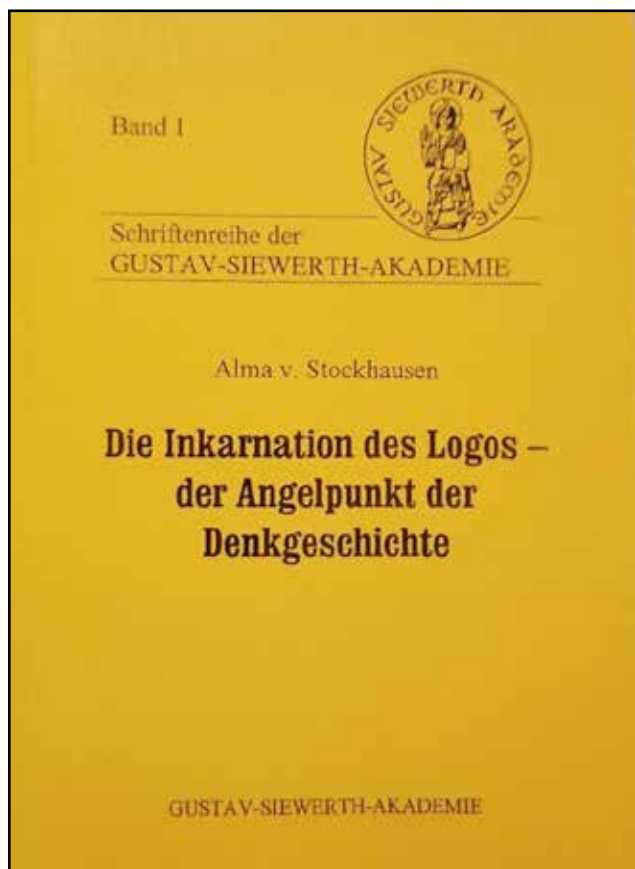 Band 1
GUSTAV SIEWERTH AKADEMIE
Schriftenreihe der
GUSTAV-SIEWERTH-AKADEMIE
Alma v. Stockhausen
Die Inkarnation des Logos –
der Angelpunkt der
Denkgeschichte
GUSTAV-SIEWERTH-AKADEMIE